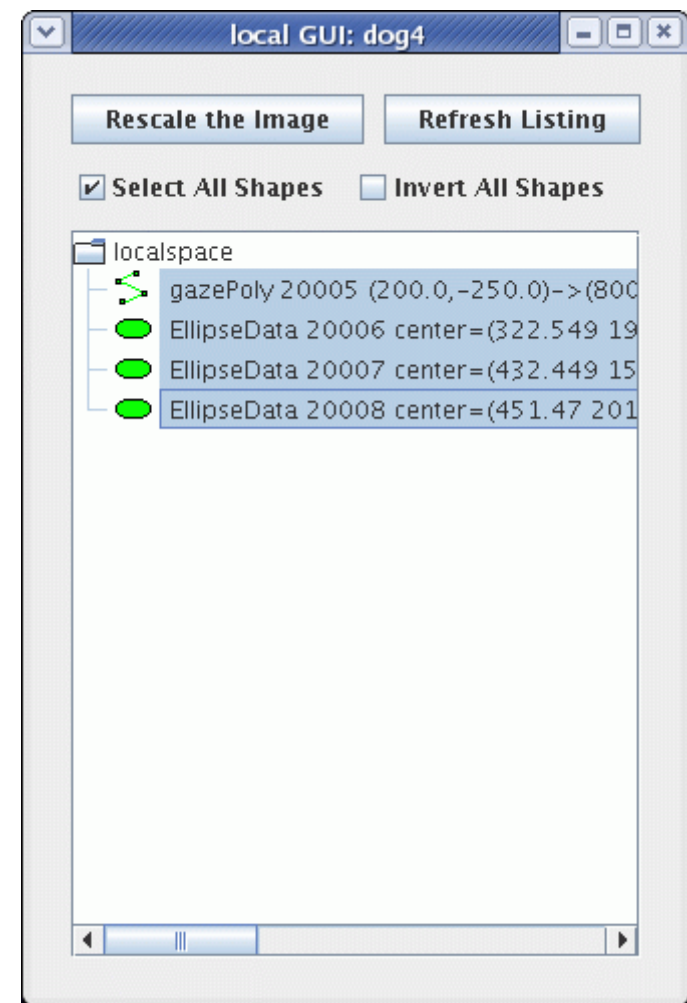 local GUI: dog4
Rescale the Image
Refresh Listing
Select All Shapes
Invert All Shapes
localspace
gazePoly 20005 (200.0,-250.0)->(800
EllipseData 20006 center=(322.549 19
EllipseData 20007 center=(432.449 15
EllipseData 20008 center=(451.47 201